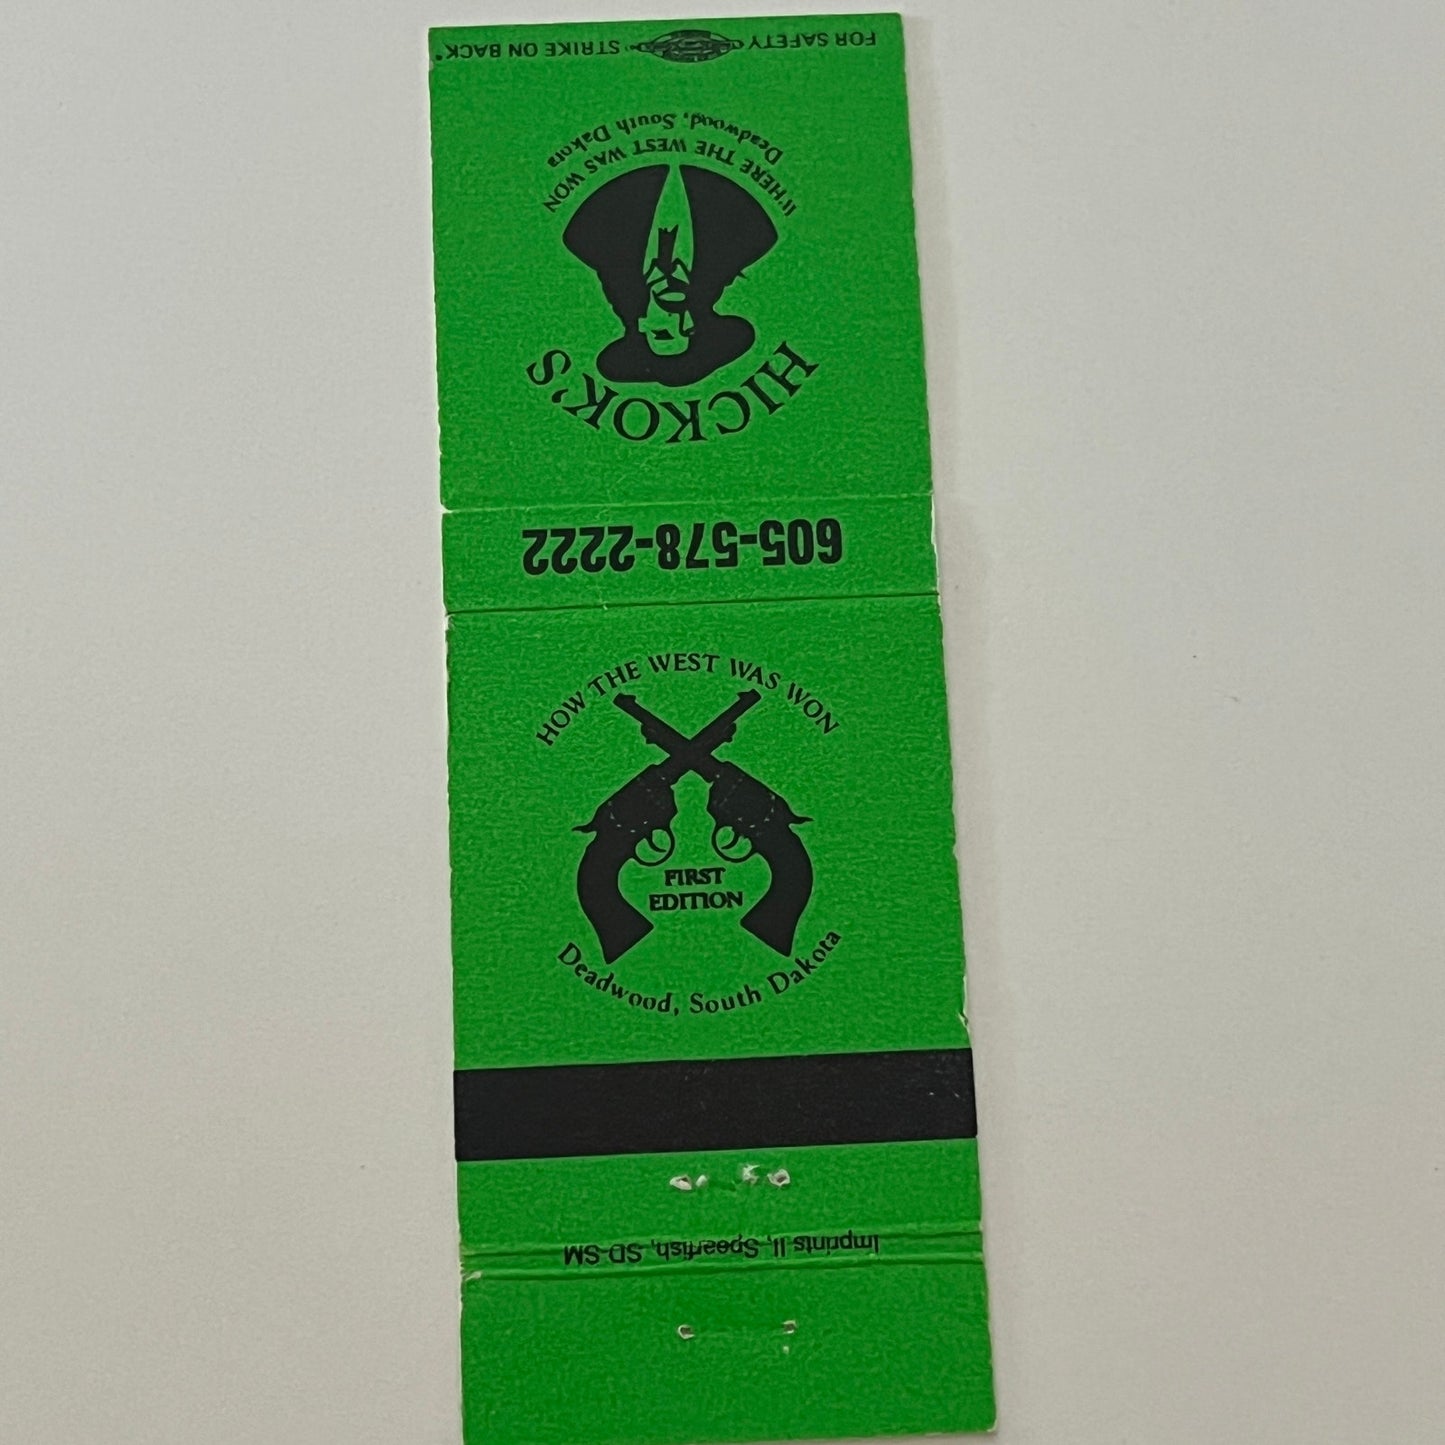 FOR SAFETY STRIKE ON BACK
HICKOK'S
WHERE THE WEST WAS WON
Deadwood, South Dakota
605-578-2222
HOW THE WEST WAS WON
FIRST
EDITION
Deadwood, South Dakota
Imprints II, Spearfish, SD SM